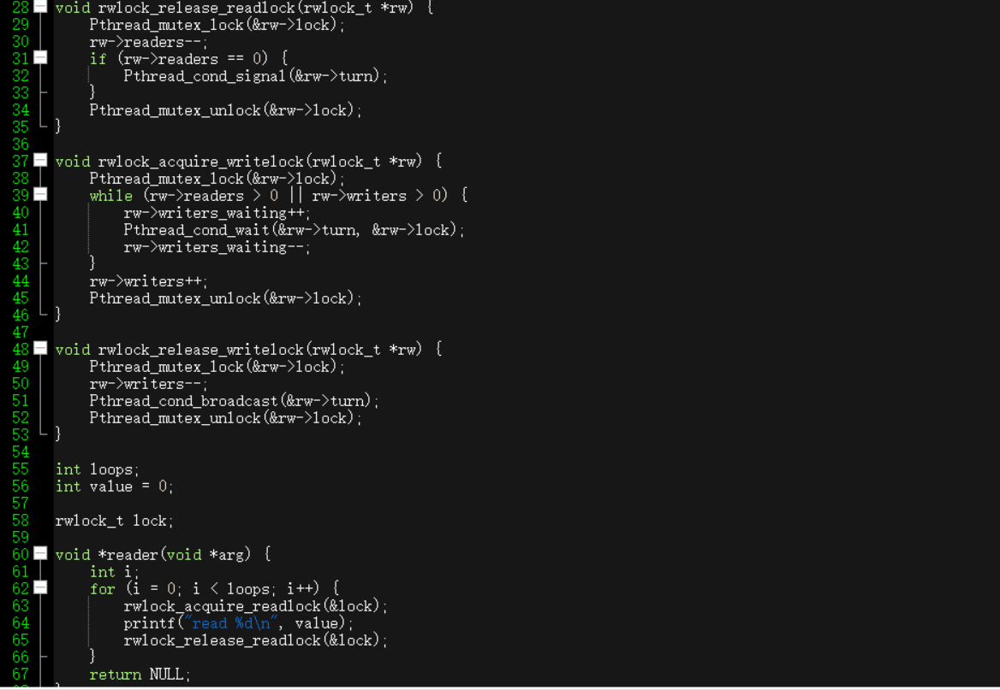 28 void rwlock_release_readlock(rwlock_t *rw) {
29 Pthread_mutex_lock(&rw->lock);
30 rw->readers--;
31 if (rw->readers == 0) {
32 Pthread_cond_signal(&rw->turn);
33 }
34 Pthread_mutex_unlock(&rw->lock);
35 }
36
37 void rwlock_acquire_writelock(rwlock_t *rw) {
38 Pthread_mutex_lock(&rw->lock);
39 while (rw->readers > 0 || rw->writers > 0) {
40 rw->writers_waiting++;
41 Pthread_cond_wait(&rw->turn, &rw->lock);
42 rw->writers_waiting--;
43 }
44 rw->writers++;
45 Pthread_mutex_unlock(&rw->lock);
46 }
47
48 void rwlock_release_writelock(rwlock_t *rw) {
49 Pthread_mutex_lock(&rw->lock);
50 rw->writers--;
51 Pthread_cond_broadcast(&rw->turn);
52 Pthread_mutex_unlock(&rw->lock);
53 }
54
55 int loops;
56 int value = 0;
57
58 rwlock_t lock;
59
60 void *reader(void *arg) {
61 int i;
62 for (i = 0; i < loops; i++) {
63 rwlock_acquire_readlock(&lock);
64 printf("read %d\n", value);
65 rwlock_release_readlock(&lock);
66 }
67 return NULL;